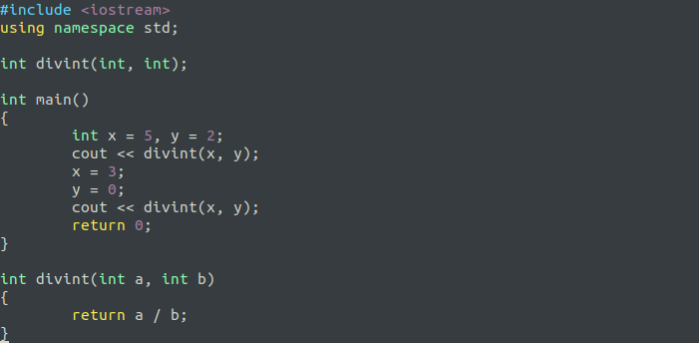 #include <iostream>
using namespace std;
int divint(int, int);
int main()
{
int x = 5, y = 2;
cout << divint(x, y);
x = 3;
y = 0;
cout << divint(x, y);
return 0;
}
int divint(int a, int b)
{
return a / b;
}